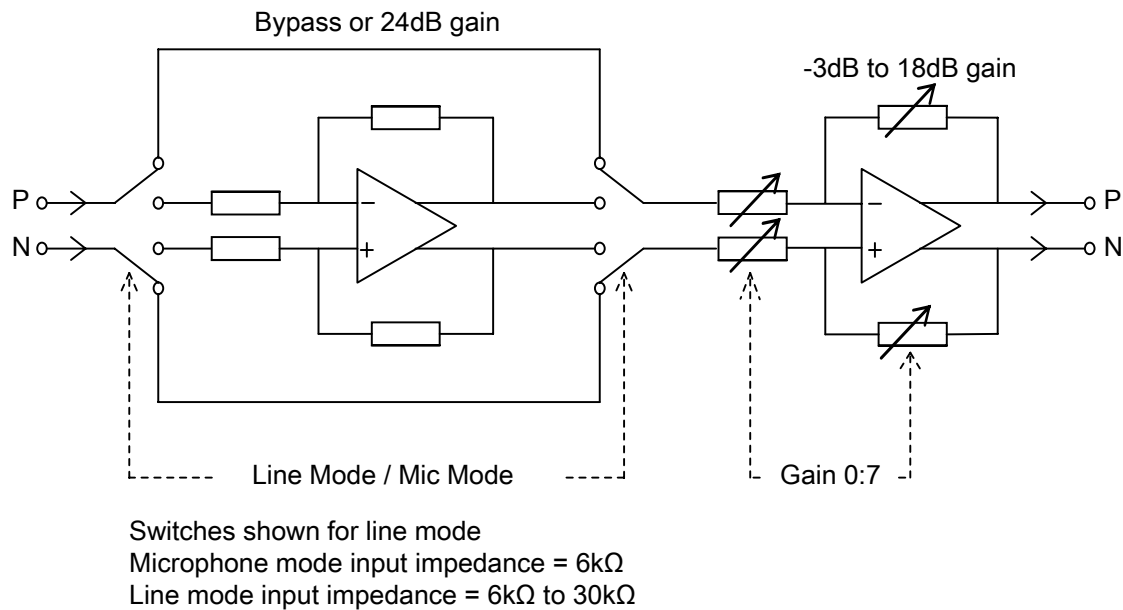 Bypass or 24dB gain
-3dB to 18dB gain
P
N
−
+
−
+
P
N
Line Mode / Mic Mode
Gain 0:7
Switches shown for line mode
Microphone mode input impedance = 6kΩ
Line mode input impedance = 6kΩ to 30kΩ